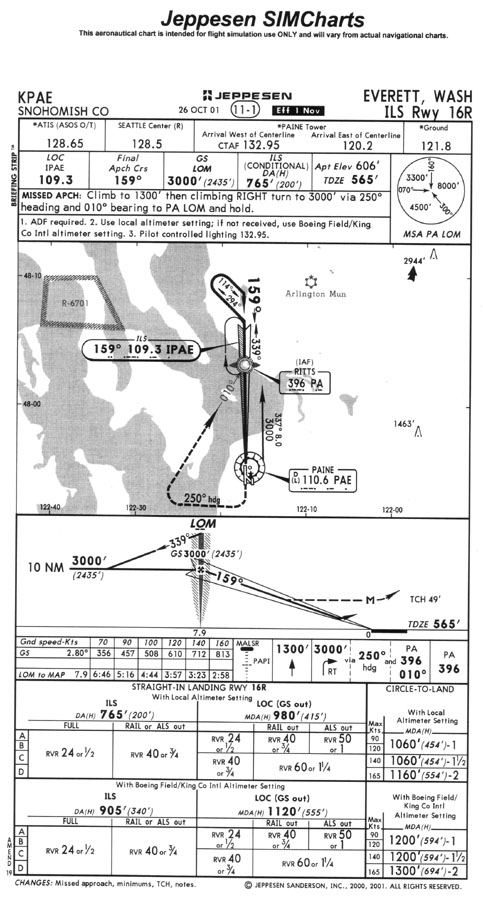 Jeppesen SIMCharts
This aeronautical chart is intended for flight simulation use ONLY and will vary from actual navigational charts.
KPAE JEPPESEN EVERETT, WASH
SNOHOMISH CO 26 OCT 01 11-1 Eff 1 Nov ILS Rwy 16R
BRIEFING STRIP TM
*ATIS (ASOS O/T) SEATTLE Center (R) *PAINE Tower *Ground
Arrival West of Centerline Arrival East of Centerline
128.65 128.5 CTAF 132.95 120.2 121.8
LOC Final GS ILS
IPAE Apch Crs LOM (CONDITIONAL) Apt Elev 606'
DA(H)
109.3 159° 3000' (2435') 765' (200') TDZE 565'
MISSED APCH: Climb to 1300' then climbing RIGHT turn to 3000' via 250°
heading and 010° bearing to PA LOM and hold.
1. ADF required. 2. Use local altimeter setting; if not received, use Boeing Field/King
Co Intl altimeter setting. 3. Pilot controlled lighting 132.95.
3300'
070°
8000'
4500'
300°
MSA PA LOM
2944'
48-10
R-6701
114°
294°
159°
Arlington Mun
ILS
159° 109.3 IPAE
339°
(IAF)
RITTS
396 PA
010°
48-00
337° 8.0
3000
1463'
PAINE
D
(L) 110.6 PAE
250° hdg
122-40 122-30 122-10 122-00
LOM
339°
GS 3000' (2435')
10 NM 3000'
(2435')
159°
M
TCH 49'
TDZE 565'
7.9 0
Gnd speed-Kts 70 90 100 120 140 160
GS 2.80° 356 457 508 610 712 813
LOM to MAP 7.9 6:46 5:16 4:44 3:57 3:23 2:58
MALSR
PAPI
1300' 3000' RT via 250° hdg and PA 396 010° PA 396
STRAIGHT-IN LANDING RWY 16R CIRCLE-TO-LAND
With Local Altimeter Setting
ILS LOC (GS out) With Local
Altimeter Setting
DA(H) 765' (200') MDA(H) 980' (415')
FULL RAIL or ALS out RAIL out ALS out Max Kts MDA(H)
A
B
C
D
RVR 24 or 1/2 RVR 40 or 3/4
RVR 24 or 1/2 RVR 40 or 3/4 RVR 50 or 1
RVR 40 or 3/4 RVR 60 or 1 1/4
90
120 1060' (454')-1
140 1060' (454')-1 1/2
165 1160' (554')-2
With Boeing Field/King Co Intl Altimeter Setting
ILS LOC (GS out) With Boeing Field/
King Co Intl
Altimeter Setting
DA(H) 905' (340') MDA(H) 1120' (555')
FULL RAIL or ALS out RAIL out ALS out Max Kts MDA(H)
A
B
C
D
RVR 24 or 1/2 RVR 40 or 3/4
RVR 24 or 1/2 RVR 40 or 3/4 RVR 50 or 1
RVR 40 or 3/4 RVR 60 or 1 1/4
90
120 1200' (594')-1
140 1200' (594')-1 1/2
165 1300' (694')-2
AMEND 19
CHANGES: Missed approach, minimums, TCH, notes. © JEPPESEN SANDERSON, INC., 2000, 2001. ALL RIGHTS RESERVED.